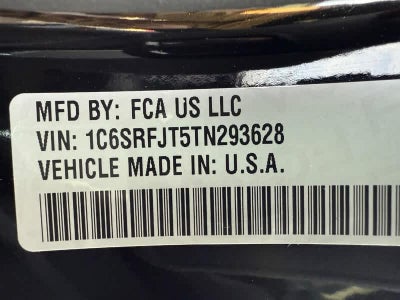 MFD BY: FCA US LLC
VIN: 1C6SRFJT5TN293628
VEHICLE MADE IN: U.S.A.